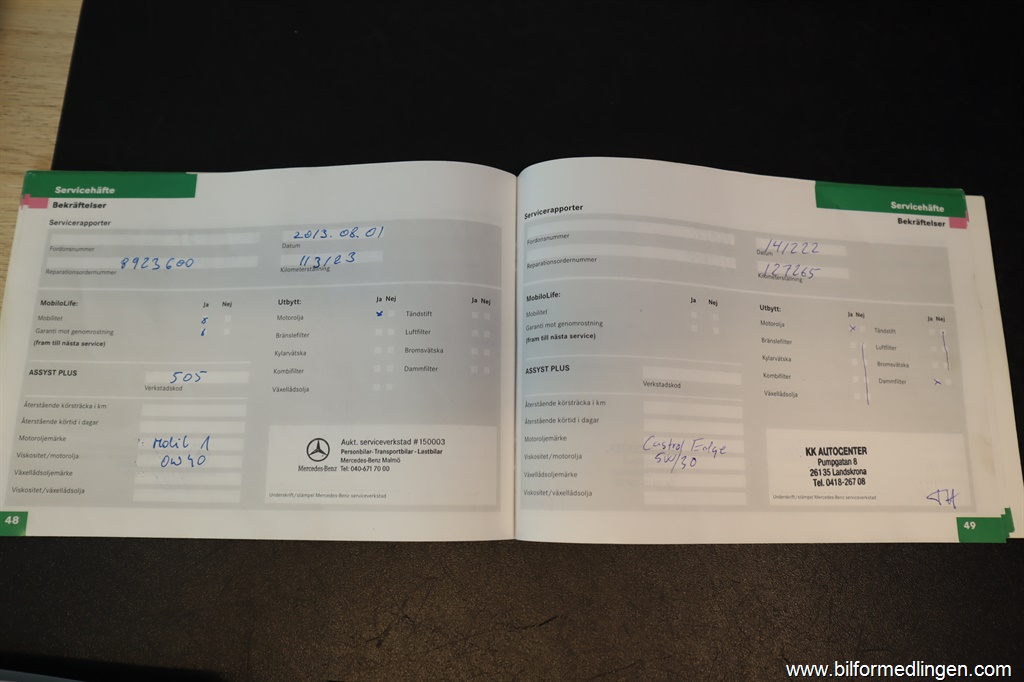 Servicehäfte
Bekräftelser
Servicerapporter
Fordonsnummer
2013.08.01
Datum
Reparationsordernummer 8923600
113123
Kilometerställning
MobiloLife: Ja Nej
Mobilitet
Garanti mot genomrostning
(fram till nästa service)
Utbytt: Ja Nej Ja Nej
Motorolja x Tändstift
Bränslefilter Luftfilter
Kylarvätska Bromsvätska
Kombifilter Dammfilter
Växellådsolja
ASSYST PLUS 505
Verkstadskod
Återstående körsträcka i km
Återstående körtid i dagar
Motoroljemärke Mobil 1
Viskositet/motorolja 0W40
Växellådsoljemärke
Viskositet/växellådsolja
Mercedes-Benz
Aukt. serviceverkstad #150003
Personbilar·Transportbilar·Lastbilar
Mercedes-Benz Malmö
Tel: 040-671 70 00
Underskrift/stämpel Mercedes-Benz serviceverkstad
48
Servicehäfte
Bekräftelser
Servicerapporter
Fordonsnummer
141222
Datum
Reparationsordernummer
127265
Kilometerställning
MobiloLife: Ja Nej
Mobilitet
Garanti mot genomrostning
(fram till nästa service)
Utbytt: Ja Nej Ja Nej
Motorolja x Tändstift
Bränslefilter Luftfilter
Kylarvätska Bromsvätska
Kombifilter Dammfilter x
Växellådsolja
ASSYST PLUS
Verkstadskod
Återstående körsträcka i km
Återstående körtid i dagar
Motoroljemärke Castrol Edge
Viskositet/motorolja 5W/30
Växellådsoljemärke
Viskositet/växellådsolja
KK AUTOCENTER
Pumpgatan 8
261 35 Landskrona
Tel. 0418-267 08
Underskrift/stämpel Mercedes-Benz serviceverkstad
49
www.bilformedlingen.com